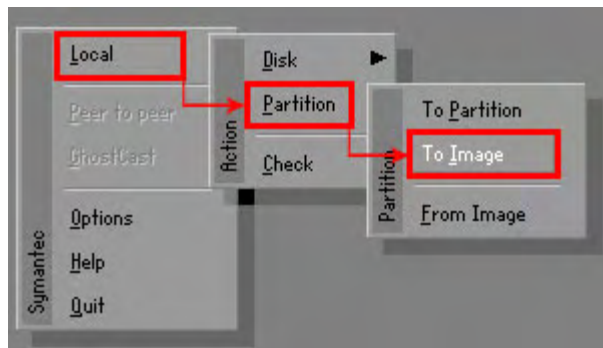 Local
Peer to peer
GhostCast
Options
Help
Quit
Symantec
Disk
Partition
Check
Action
To Partition
To Image
From Image
Partition